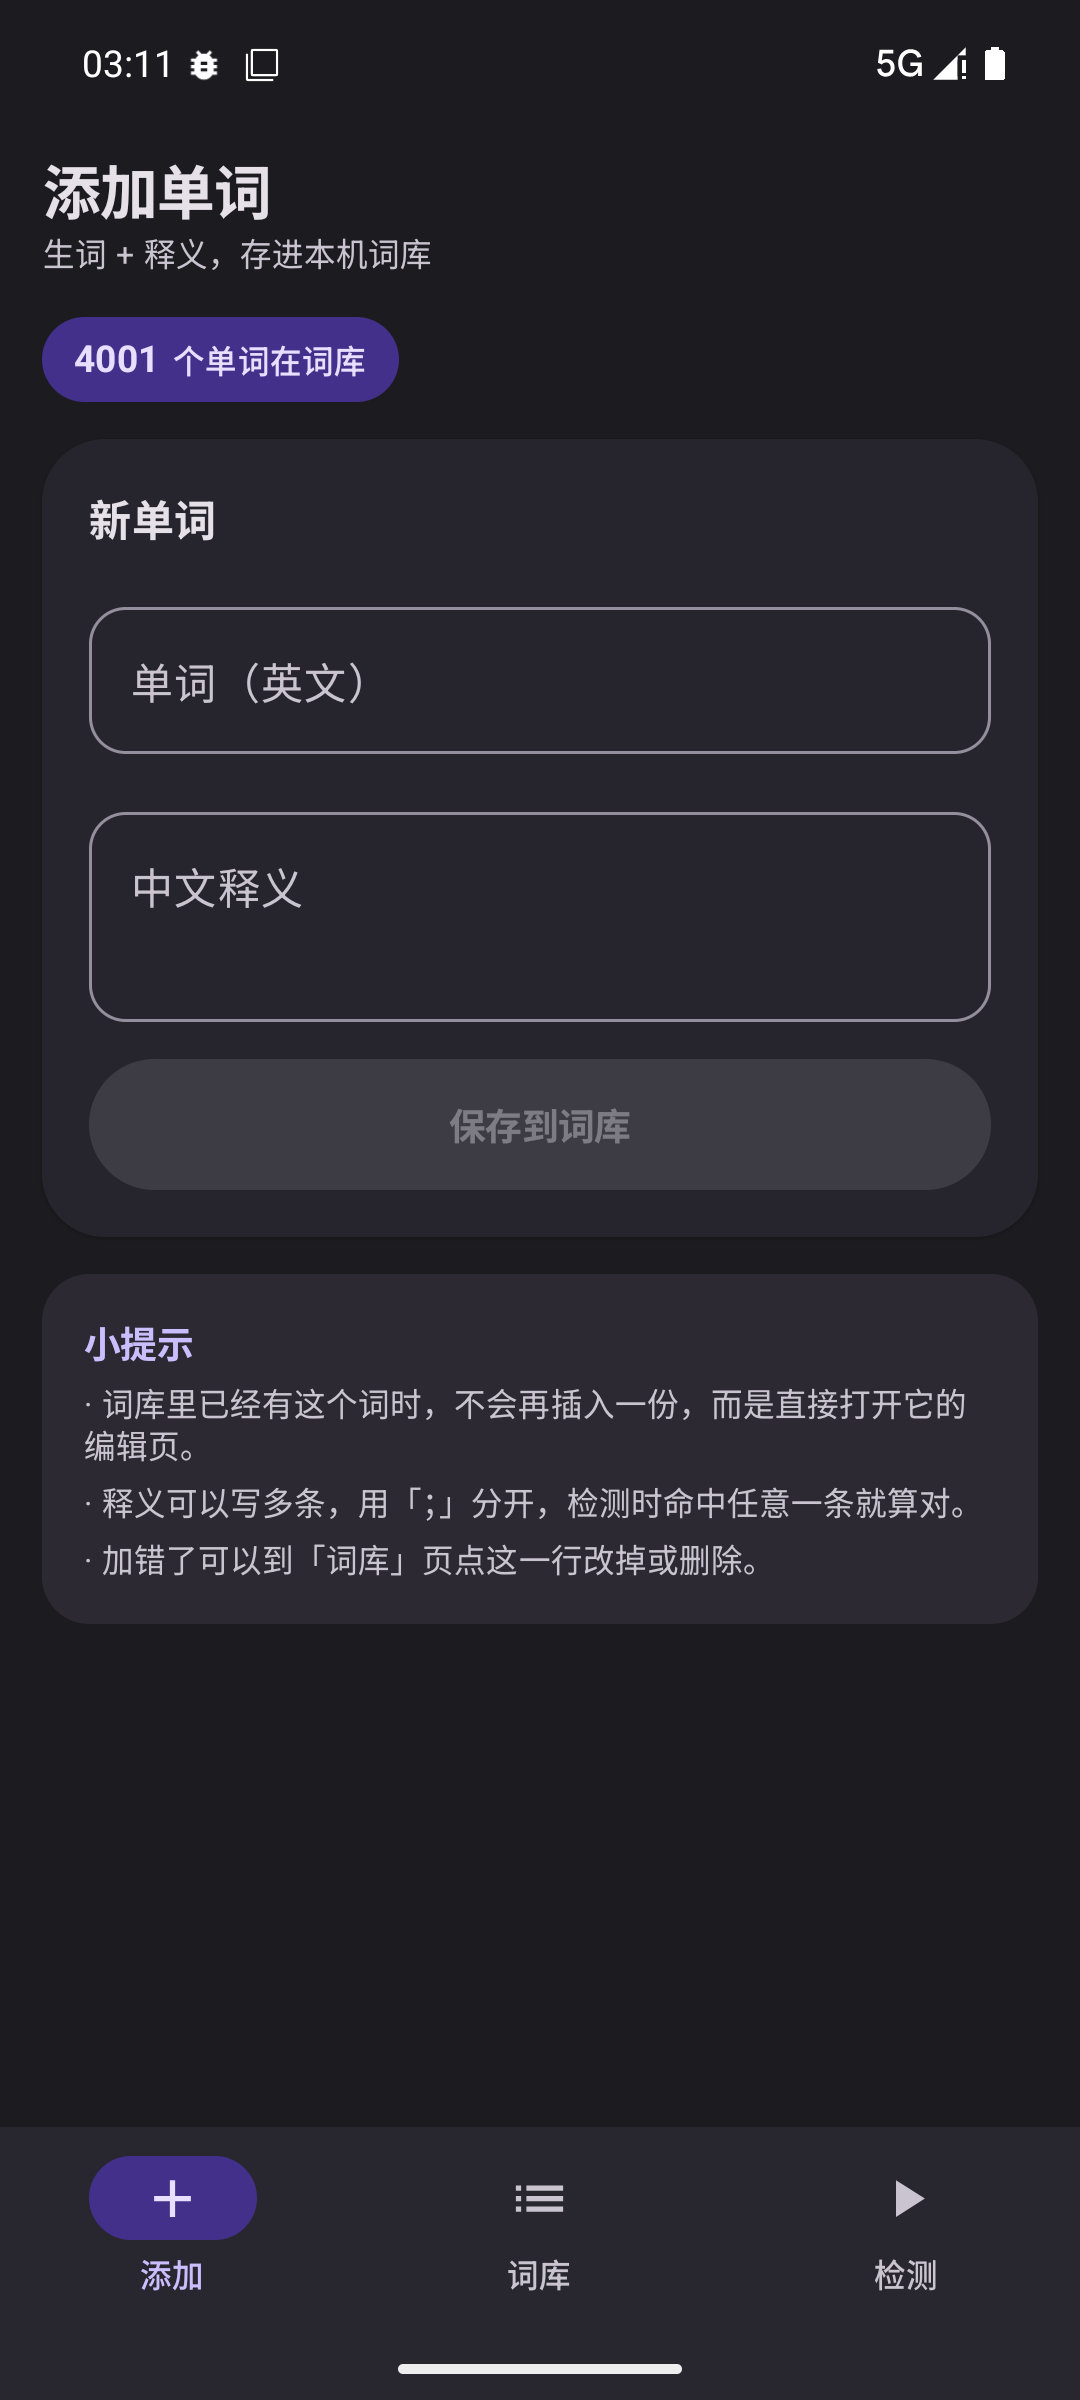 03:11
5G
添加单词
生词 + 释义，存进本机词库
4001 个单词在词库
新单词
单词（英文）
中文释义
保存到词库
小提示
· 词库里已经有这个词时，不会再插入一份，而是直接打开它的
编辑页。
· 释义可以写多条，用「；」分开，检测时命中任意一条就算对。
· 加错了可以到「词库」页点这一行改掉或删除。
添加
词库
检测